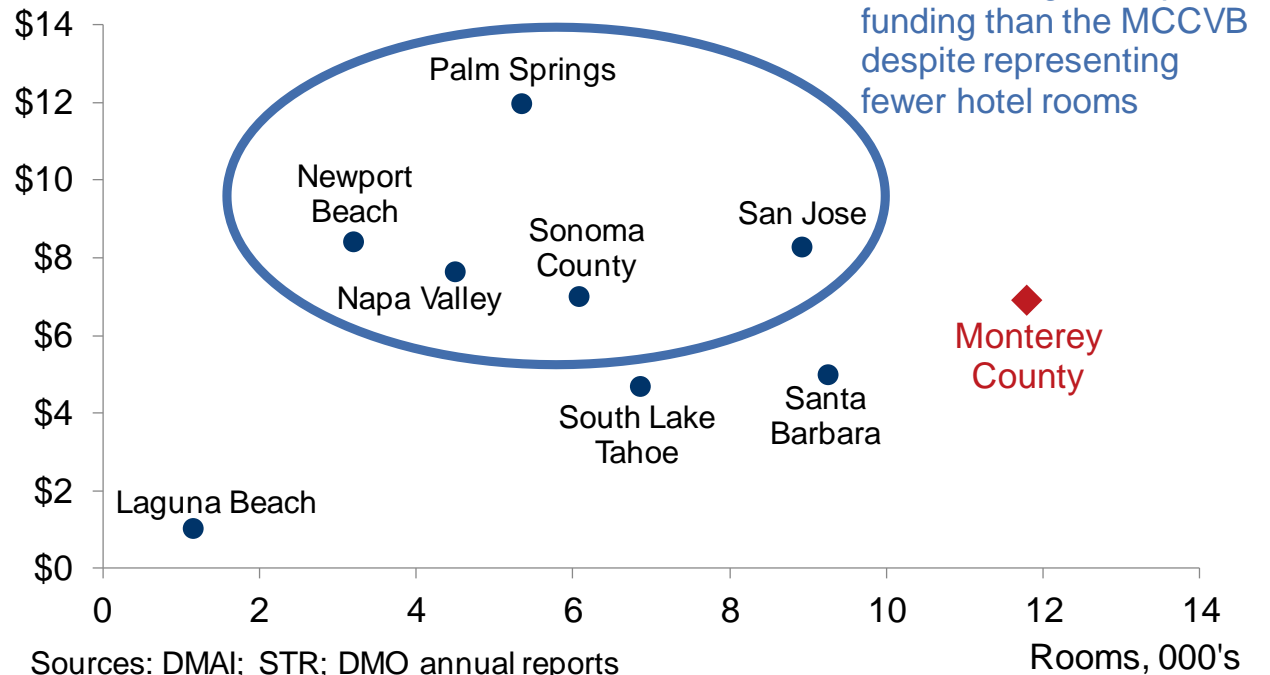 $14
funding than the MCCVB
despite representing
fewer hotel rooms
Palm Springs
$12
Newport
Beach
$10
Sonoma
County
San Jose
$8
Napa Valley
Monterey
County
$6
Santa
Barbara
$4
South Lake
Tahoe
$2
Laguna Beach
$0
0 2 4 6 8 10 12 14
Rooms, 000's
Sources: DMAI; STR; DMO annual reports